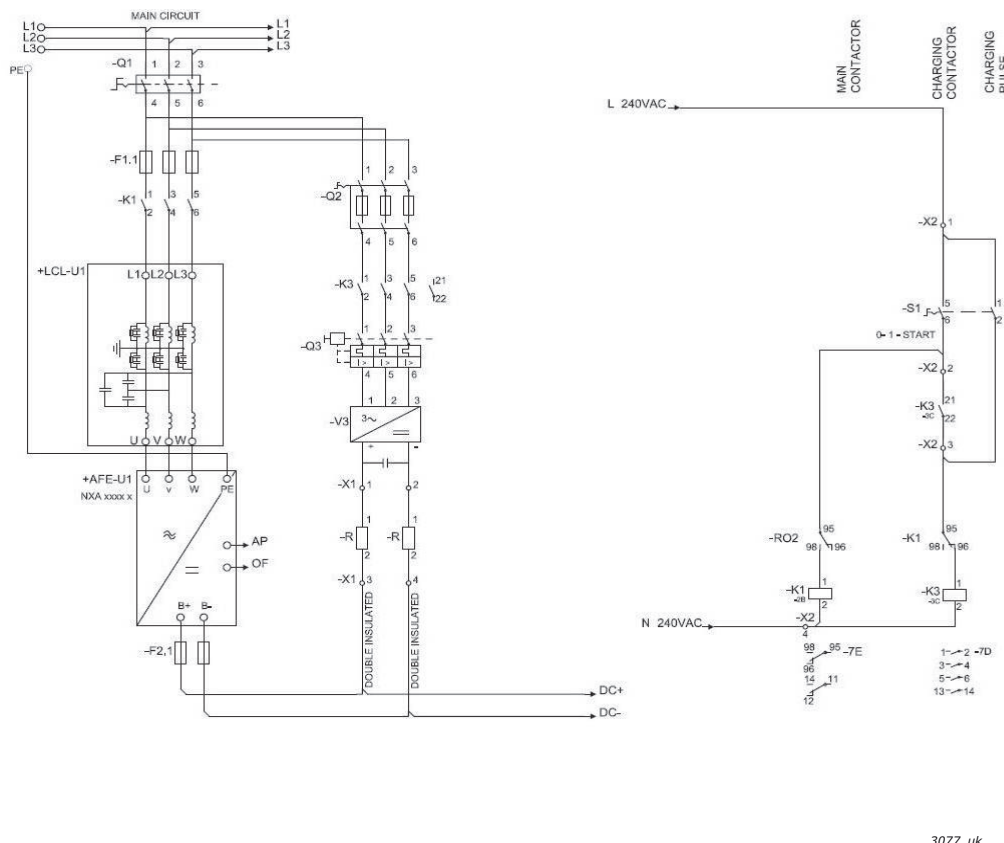 MAIN CIRCUIT
L1 L1
L2 L2
L3 L3
PE
-Q1 1 2 3
4 5 6
-F1.1
-K1 1 3 5
2 4 6
+LCL-U1
L1 L2 L3
U V W
+AFE-U1
NXA xxxx x
U v W PE
AP
OF
B+ B-
-F2,1
1 2 3
-Q2
4 5 6
-K3 1 3 5 21
2 4 6 22
1 2 3
-Q3
I> I> I>
4 5 6
1 2 3
-V3 3~
+ -
-X1 1 2
1 1
-R -R
2 2
-X1 3 4
DOUBLE INSULATED
DOUBLE INSULATED
DC+
DC-
MAIN
CONTACTOR
CHARGING
CONTACTOR
CHARGING
PULSE
L 240VAC
-X2 1
-S1 5 1
6 2
0-1-START
-X2 2
-K3 21
-3C 22
-X2 3
-RO2 95
98 96
-K1 95
98 96
-K1 1
-2B 2
-K3 1
-3C 2
N 240VAC
-X2
4
98 95 -7E
96
14 11
12
1 2 -7D
3 4
5 6
13 14
3077_uk